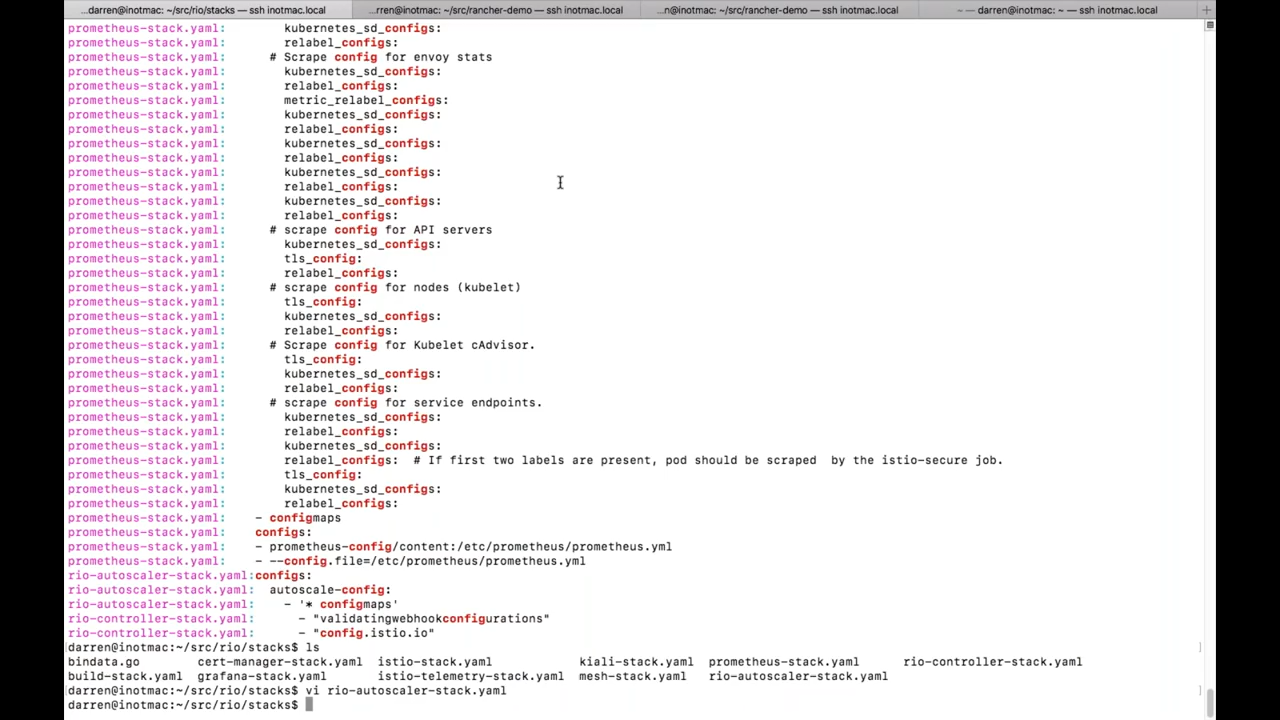 ...darren@inotmac: ~/src/rio/stacks — ssh inotmac.local ...rren@inotmac: ~/src/rancher-demo — ssh inotmac.local ...n@inotmac: ~/src/rancher-demo — ssh inotmac.local ~ — darren@inotmac: ~ — ssh inotmac.local +
prometheus-stack.yaml: kubernetes_sd_configs:
prometheus-stack.yaml: relabel_configs:
prometheus-stack.yaml: # Scrape config for envoy stats
prometheus-stack.yaml: kubernetes_sd_configs:
prometheus-stack.yaml: relabel_configs:
prometheus-stack.yaml: metric_relabel_configs:
prometheus-stack.yaml: kubernetes_sd_configs:
prometheus-stack.yaml: relabel_configs:
prometheus-stack.yaml: kubernetes_sd_configs:
prometheus-stack.yaml: relabel_configs:
prometheus-stack.yaml: kubernetes_sd_configs:
prometheus-stack.yaml: relabel_configs:
prometheus-stack.yaml: kubernetes_sd_configs:
prometheus-stack.yaml: relabel_configs:
prometheus-stack.yaml: # scrape config for API servers
prometheus-stack.yaml: kubernetes_sd_configs:
prometheus-stack.yaml: tls_config:
prometheus-stack.yaml: relabel_configs:
prometheus-stack.yaml: # scrape config for nodes (kubelet)
prometheus-stack.yaml: tls_config:
prometheus-stack.yaml: kubernetes_sd_configs:
prometheus-stack.yaml: relabel_configs:
prometheus-stack.yaml: # Scrape config for Kubelet cAdvisor.
prometheus-stack.yaml: tls_config:
prometheus-stack.yaml: kubernetes_sd_configs:
prometheus-stack.yaml: relabel_configs:
prometheus-stack.yaml: # scrape config for service endpoints.
prometheus-stack.yaml: kubernetes_sd_configs:
prometheus-stack.yaml: relabel_configs:
prometheus-stack.yaml: kubernetes_sd_configs:
prometheus-stack.yaml: relabel_configs: # If first two labels are present, pod should be scraped by the istio-secure job.
prometheus-stack.yaml: tls_config:
prometheus-stack.yaml: kubernetes_sd_configs:
prometheus-stack.yaml: relabel_configs:
prometheus-stack.yaml: - configmaps
prometheus-stack.yaml: configs:
prometheus-stack.yaml: - prometheus-config/content:/etc/prometheus/prometheus.yml
prometheus-stack.yaml: - --config.file=/etc/prometheus/prometheus.yml
rio-autoscaler-stack.yaml:configs:
rio-autoscaler-stack.yaml: autoscale-config:
rio-autoscaler-stack.yaml: - '* configmaps'
rio-controller-stack.yaml: - "validatingwebhookconfigurations"
rio-controller-stack.yaml: - "config.istio.io"
darren@inotmac:~/src/rio/stacks$ ls
bindata.go cert-manager-stack.yaml istio-stack.yaml kiali-stack.yaml prometheus-stack.yaml rio-controller-stack.yaml
build-stack.yaml grafana-stack.yaml istio-telemetry-stack.yaml mesh-stack.yaml rio-autoscaler-stack.yaml
darren@inotmac:~/src/rio/stacks$ vi rio-autoscaler-stack.yaml
darren@inotmac:~/src/rio/stacks$